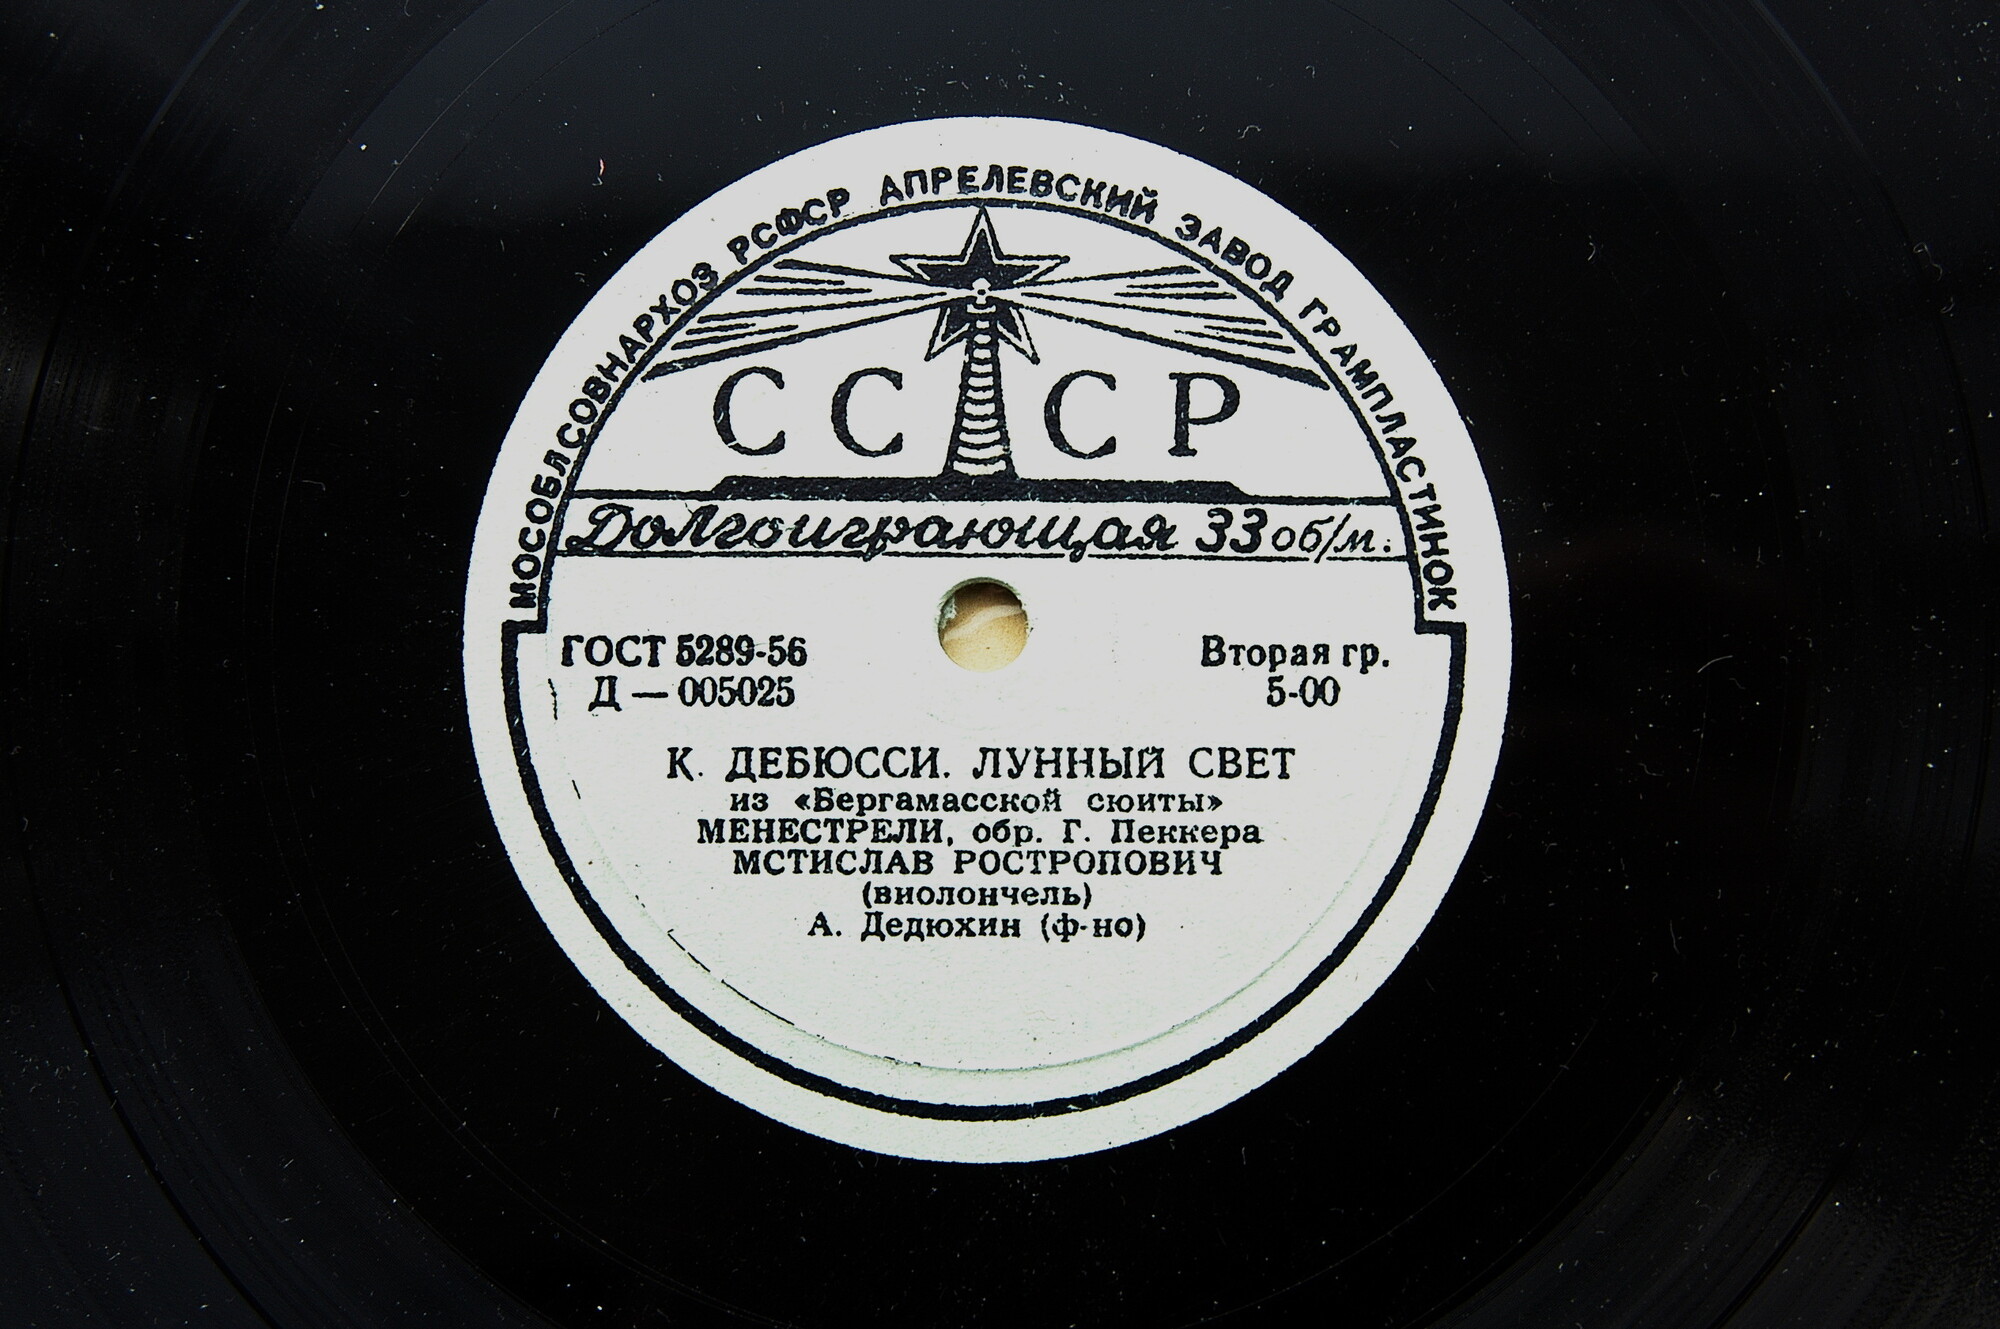 МОСОБЛСОВНАРХОЗ РСФСР АПРЕЛЕВСКИЙ ЗАВОД ГРАМПЛАСТИНОК
СССР
Долгоиграющая 33 об/м.
ГОСТ 5289-56
Д — 005025
Вторая гр.
5-00
К. ДЕБЮССИ. ЛУННЫЙ СВЕТ
из «Бергамасской сюиты»
МЕНЕСТРЕЛИ, обр. Г. Пеккера
МСТИСЛАВ РОСТРОПОВИЧ
(виолончель)
А. Дедюхин (ф-но)